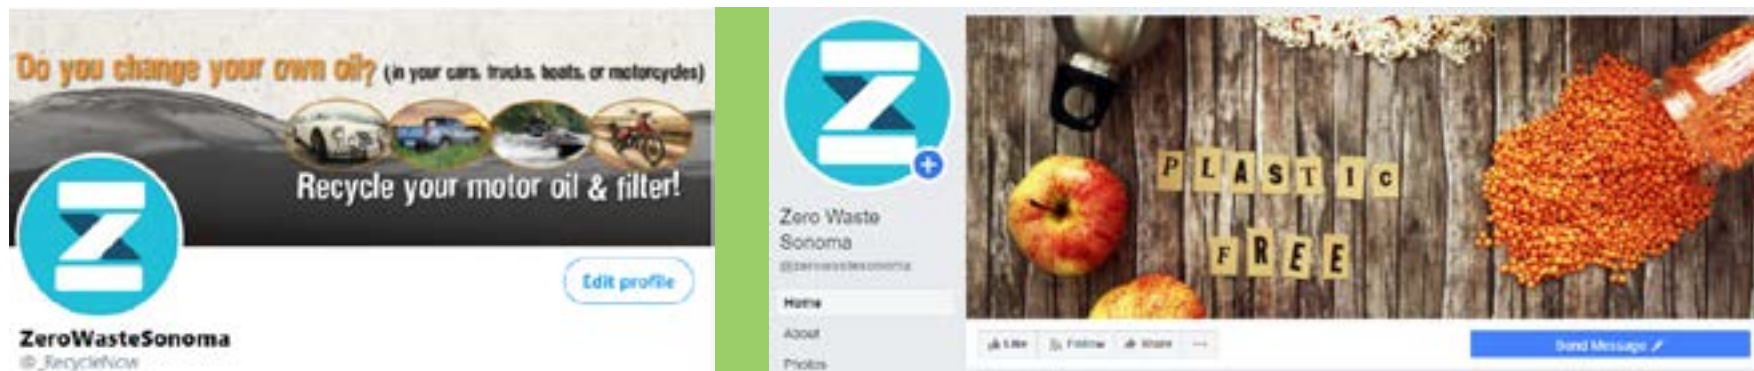 Do you change your own oil? (in your cars, trucks, boats, or motorcycles)
Recycle your motor oil & filter!
Edit profile
ZeroWasteSonoma
@_RecycleNow
Zero Waste
Sonoma
@zerowastesonoma
Home
About
Photos
PLASTIC
FREE
Like Follow Share ...
Send Message